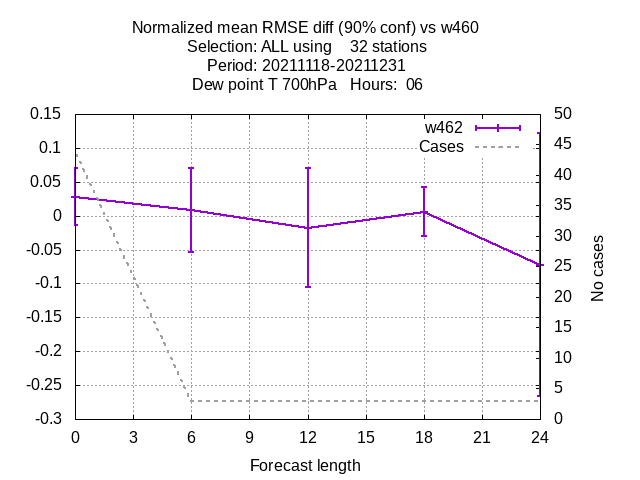 Normalized mean RMSE diff (90% conf) vs w460
Selection: ALL using    32 stations
Period: 20211118-20211231
Dew point T 700hPa   Hours:  06
w462
Cases
0.15
0.1
0.05
0
-0.05
-0.1
-0.15
-0.2
-0.25
-0.3
50
45
40
35
30
25
20
15
10
5
0
No cases
0 3 6 9 12 15 18 21 24
Forecast length